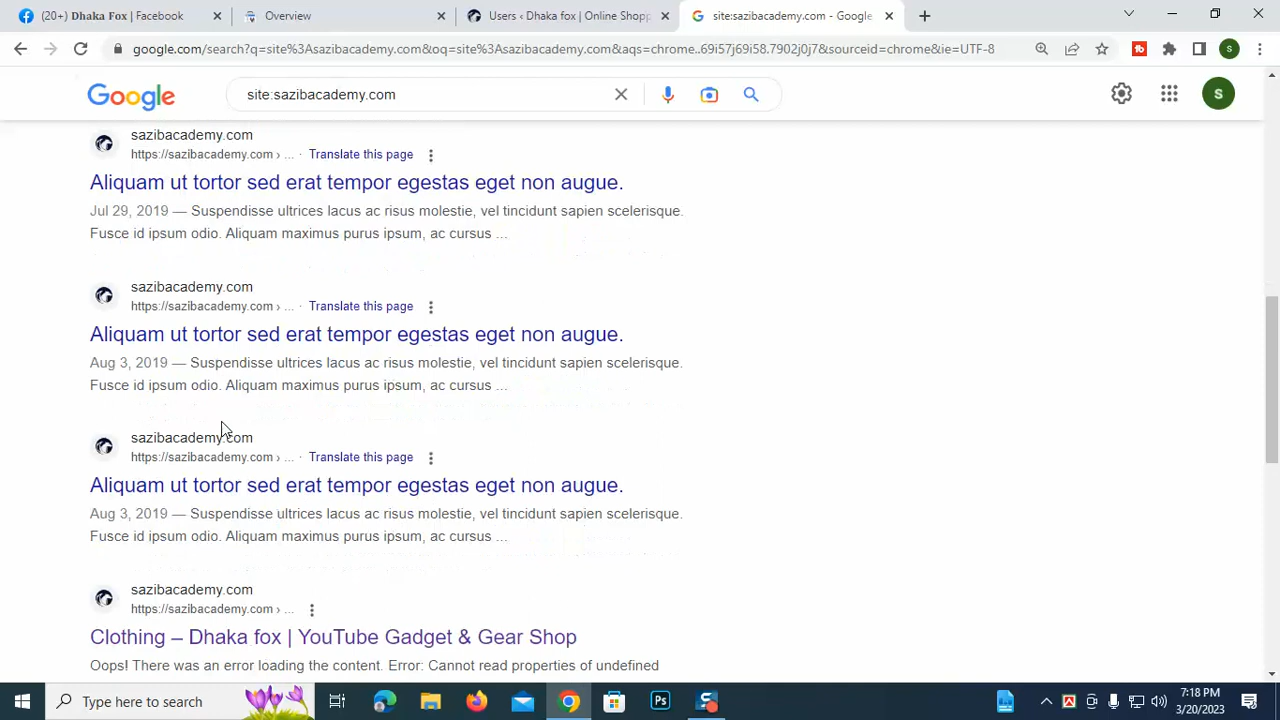 (20+) Dhaka Fox | Facebook
Overview
Users ‹ Dhaka fox | Online Shopp
site:sazibacademy.com - Google
google.com/search?q=site%3Asazibacademy.com&oq=site%3Asazibacademy.com&aqs=chrome..69i57j69i58.7902j0j7&sourceid=chrome&ie=UTF-8
S
Google
site:sazibacademy.com
S
sazibacademy.com
https://sazibacademy.com › ... · Translate this page
Aliquam ut tortor sed erat tempor egestas eget non augue.
Jul 29, 2019 — Suspendisse ultrices lacus ac risus molestie, vel tincidunt sapien scelerisque.
Fusce id ipsum odio. Aliquam maximus purus ipsum, ac cursus ...
sazibacademy.com
https://sazibacademy.com › ... · Translate this page
Aliquam ut tortor sed erat tempor egestas eget non augue.
Aug 3, 2019 — Suspendisse ultrices lacus ac risus molestie, vel tincidunt sapien scelerisque.
Fusce id ipsum odio. Aliquam maximus purus ipsum, ac cursus ...
sazibacademy.com
https://sazibacademy.com › ... · Translate this page
Aliquam ut tortor sed erat tempor egestas eget non augue.
Aug 3, 2019 — Suspendisse ultrices lacus ac risus molestie, vel tincidunt sapien scelerisque.
Fusce id ipsum odio. Aliquam maximus purus ipsum, ac cursus ...
sazibacademy.com
https://sazibacademy.com › ...
Clothing – Dhaka fox | YouTube Gadget & Gear Shop
Oops! There was an error loading the content. Error: Cannot read properties of undefined
Type here to search
Ps
S
7:18 PM
3/20/2023